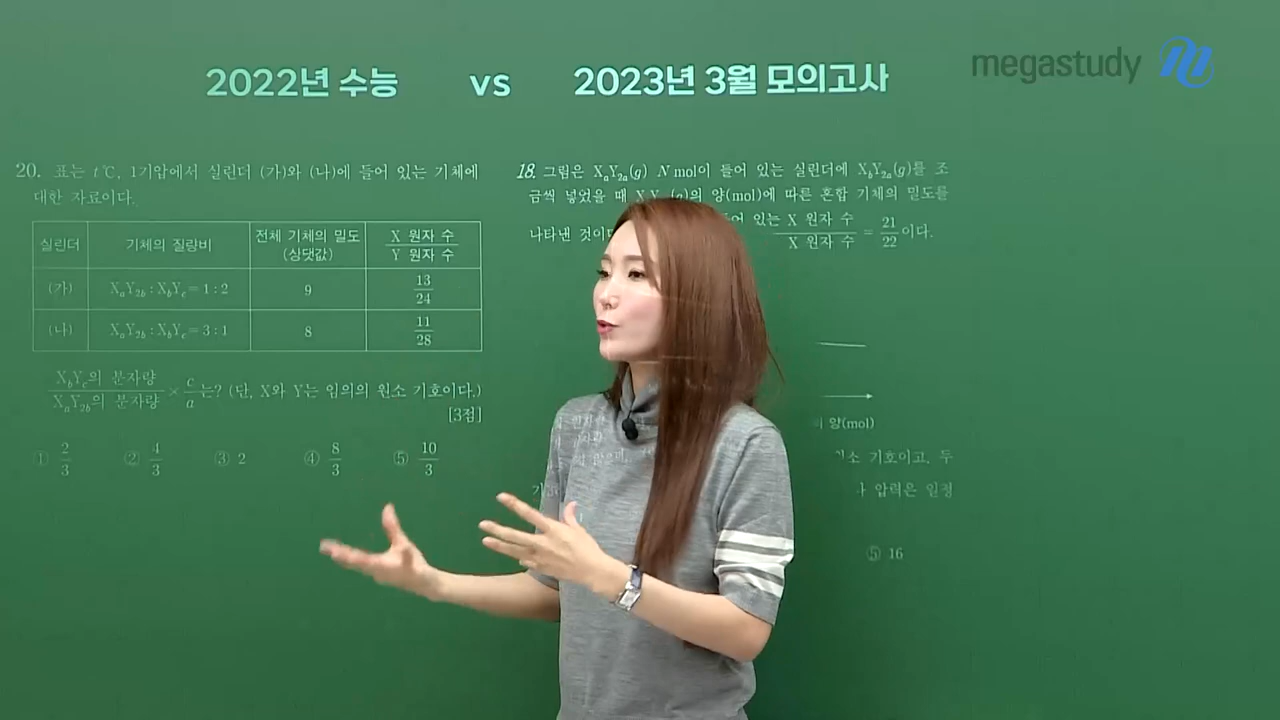 2022년 수능 vs 2023년 3월 모의고사
megastudy
20. 표는 t℃, 1기압에서 실린더 (가)와 (나)에 들어 있는 기체에
대한 자료이다.
실린더 기체의 질량비 전체 기체의 밀도 (상댓값) X 원자 수 / Y 원자 수
(가) XₐY₂b : XbYc = 1 : 2 9 13/24
(나) XₐY₂b : XbYc = 3 : 1 8 11/28
XbYc의 분자량 / XₐY₂b의 분자량 × c/a 는? (단, X와 Y는 임의의 원소 기호이다.)
[3점]
① 2/3 ② 4/3 ③ 2 ④ 8/3 ⑤ 10/3
18. 그림은 XₐY₂ₐ(g) N mol이 들어 있는 실린더에 XbY₂ₐ(g)를 조
금씩 넣었을 때 의 양(mol)에 따른 혼합 기체의 밀도를
나타낸 있는 X 원자 수 / X 원자 수 = 21/22 이다.
양(mol)
기호이고, 두
압력은 일정
⑤ 16